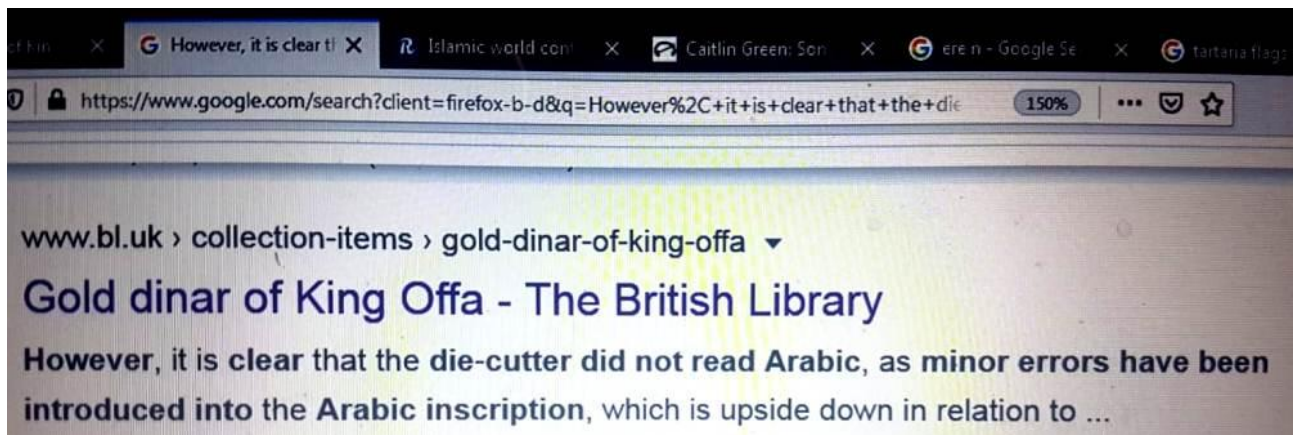 However, it is clear Islamic world Caitlin Green: ere n - Google Se tartaria flags
https://www.google.com/search?client=firefox-b-d&q=However%2C+it+is+clear+that+the+die 150%
www.bl.uk › collection-items › gold-dinar-of-king-offa
Gold dinar of King Offa - The British Library
However, it is clear that the die-cutter did not read Arabic, as minor errors have been
introduced into the Arabic inscription, which is upside down in relation to ...